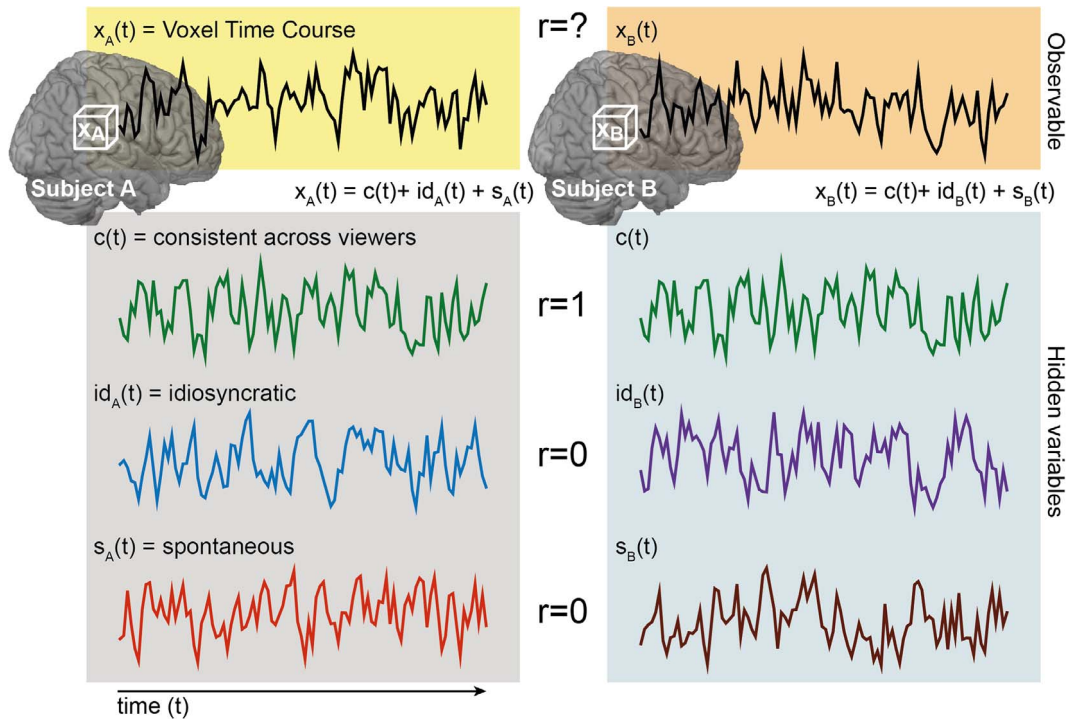 x_A(t) = Voxel Time Course
r=?
x_B(t)
Observable
x_A
x_B
Subject A
Subject B
x_A(t) = c(t)+ id_A(t) + s_A(t)
x_B(t) = c(t)+ id_B(t) + s_B(t)
c(t) = consistent across viewers
c(t)
r=1
id_A(t) = idiosyncratic
id_B(t)
r=0
Hidden variables
s_A(t) = spontaneous
s_B(t)
r=0
time (t)